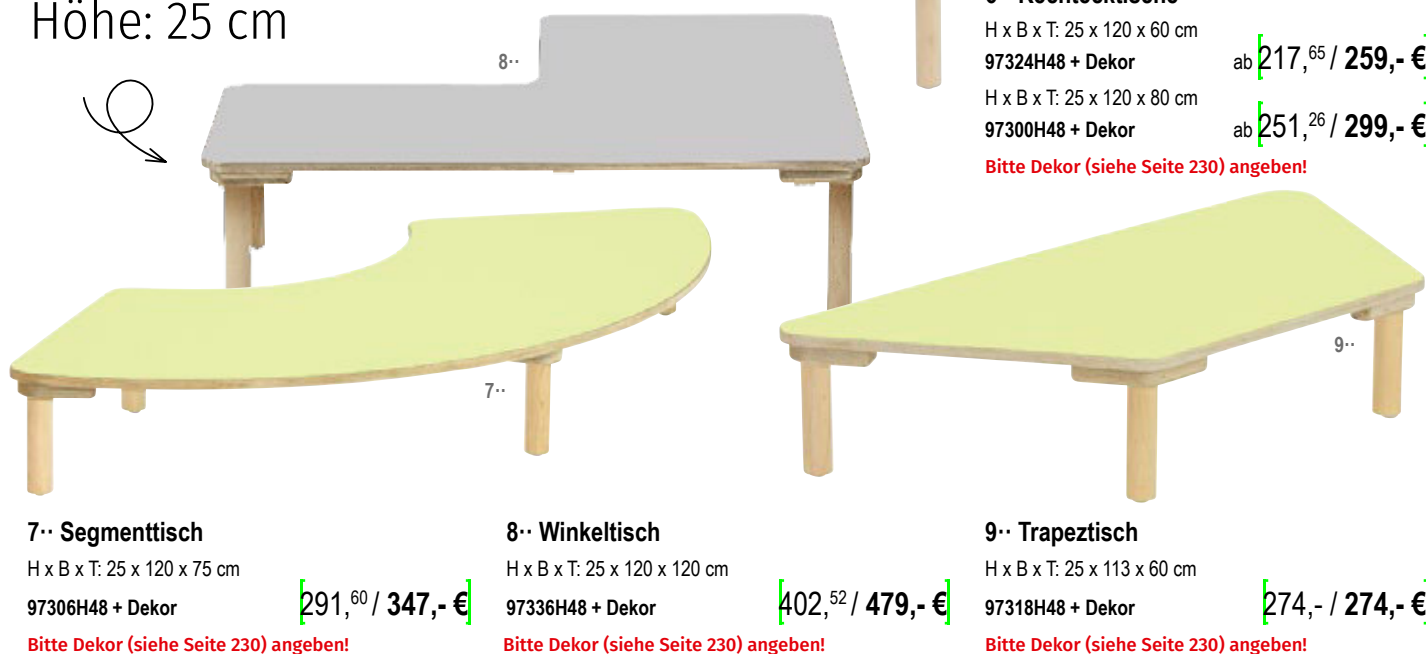 Höhe: 25 cm
8··
H x B x T: 25 x 120 x 60 cm
97324H48 + Dekor ab 217,65 / 259,- €
H x B x T: 25 x 120 x 80 cm
97300H48 + Dekor ab 251,26 / 299,- €
Bitte Dekor (siehe Seite 230) angeben!
7··
9··
7·· Segmenttisch
H x B x T: 25 x 120 x 75 cm
97306H48 + Dekor 291,60 / 347,- €
Bitte Dekor (siehe Seite 230) angeben!
8·· Winkeltisch
H x B x T: 25 x 120 x 120 cm
97336H48 + Dekor 402,52 / 479,- €
Bitte Dekor (siehe Seite 230) angeben!
9·· Trapeztisch
H x B x T: 25 x 113 x 60 cm
97318H48 + Dekor 274,- / 274,- €
Bitte Dekor (siehe Seite 230) angeben!